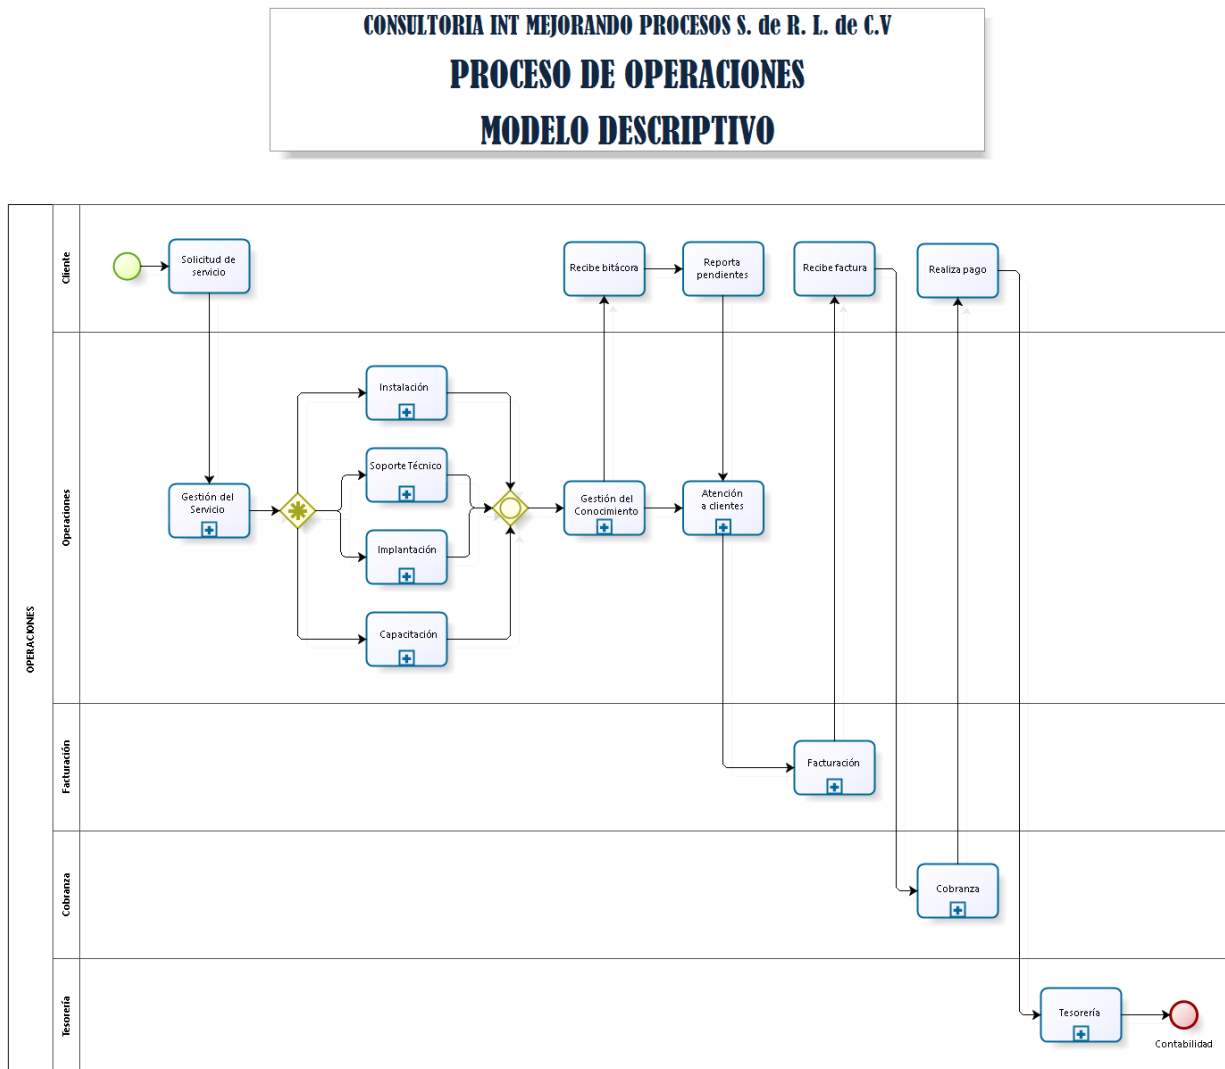 CONSULTORIA INT MEJORANDO PROCESOS S. de R. L. de C.V
PROCESO DE OPERACIONES
MODELO DESCRIPTIVO
OPERACIONES
Cliente
Solicitud de
servicio
Recibe bitácora
Reporta
pendientes
Recibe factura
Realiza pago
Operaciones
Gestión del
Servicio
Instalación
Soporte Técnico
Implantación
Capacitación
Gestión del
Conocimiento
Atención
a clientes
Facturación
Facturación
Cobranza
Cobranza
Tesorería
Tesorería
Contabilidad